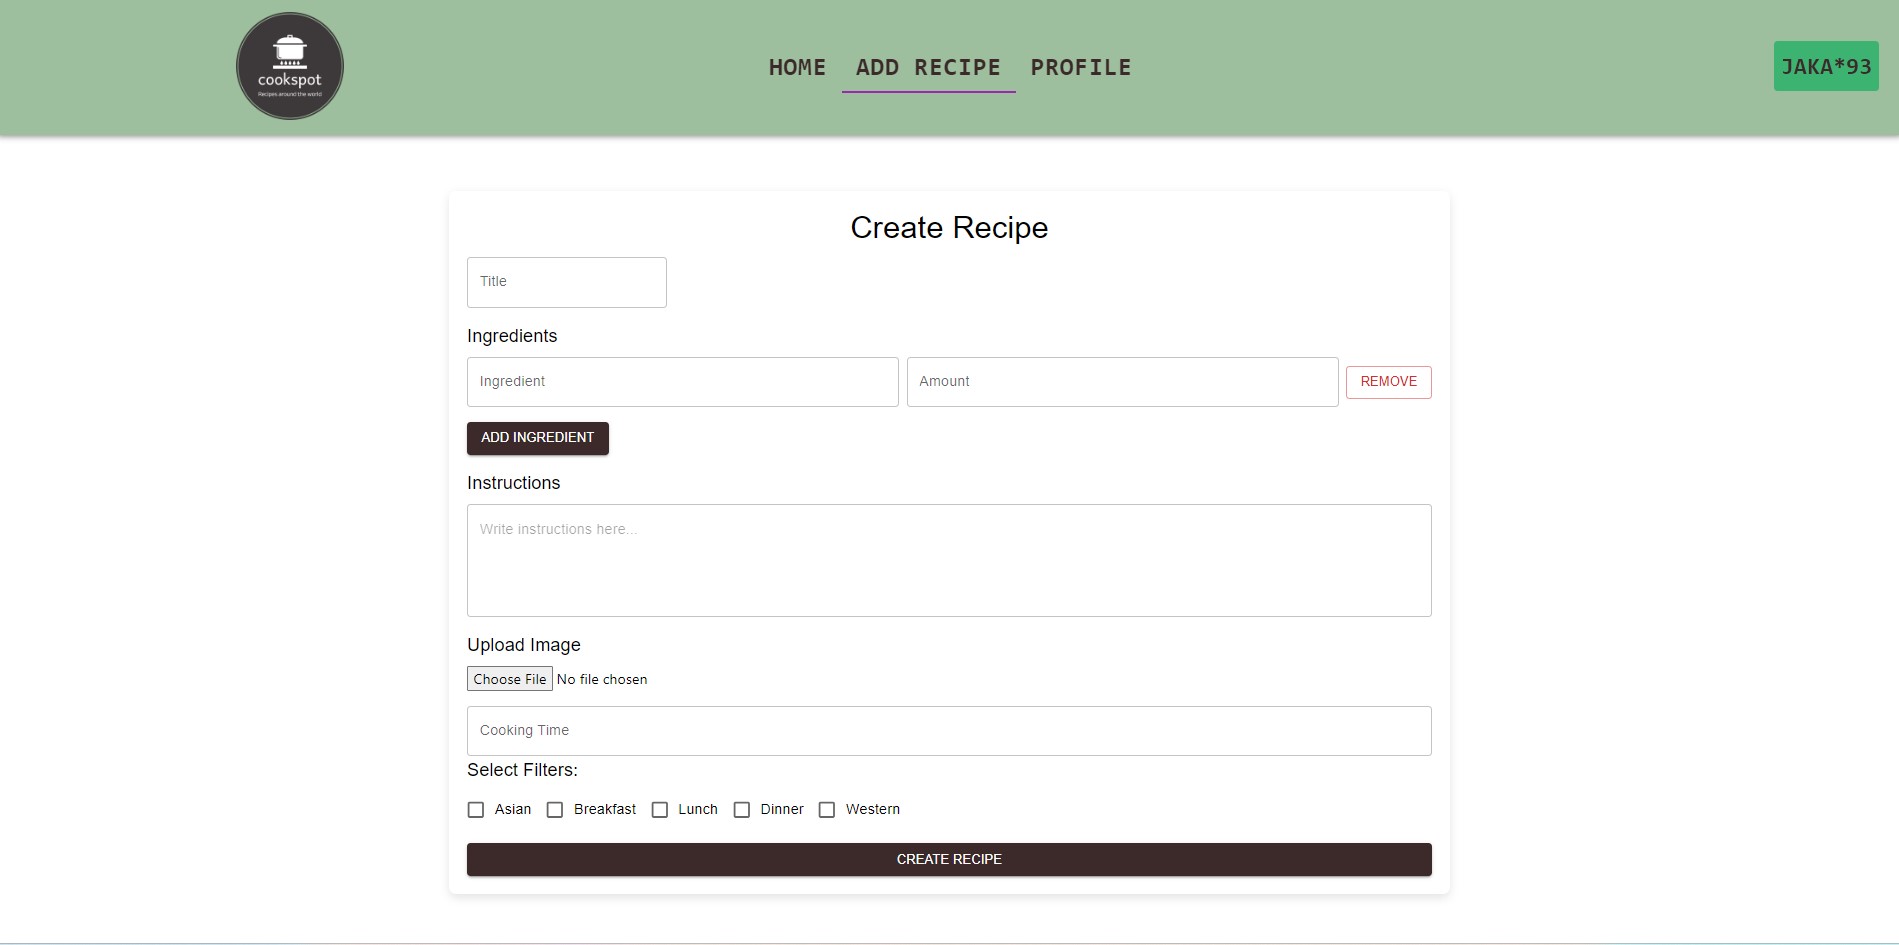 cookspot
Recipes around the world
HOME ADD RECIPE PROFILE
JAKA*93
Create Recipe
Title
Ingredients
Ingredient Amount REMOVE
ADD INGREDIENT
Instructions
Write instructions here...
Upload Image
Choose File No file chosen
Cooking Time
Select Filters:
Asian Breakfast Lunch Dinner Western
CREATE RECIPE